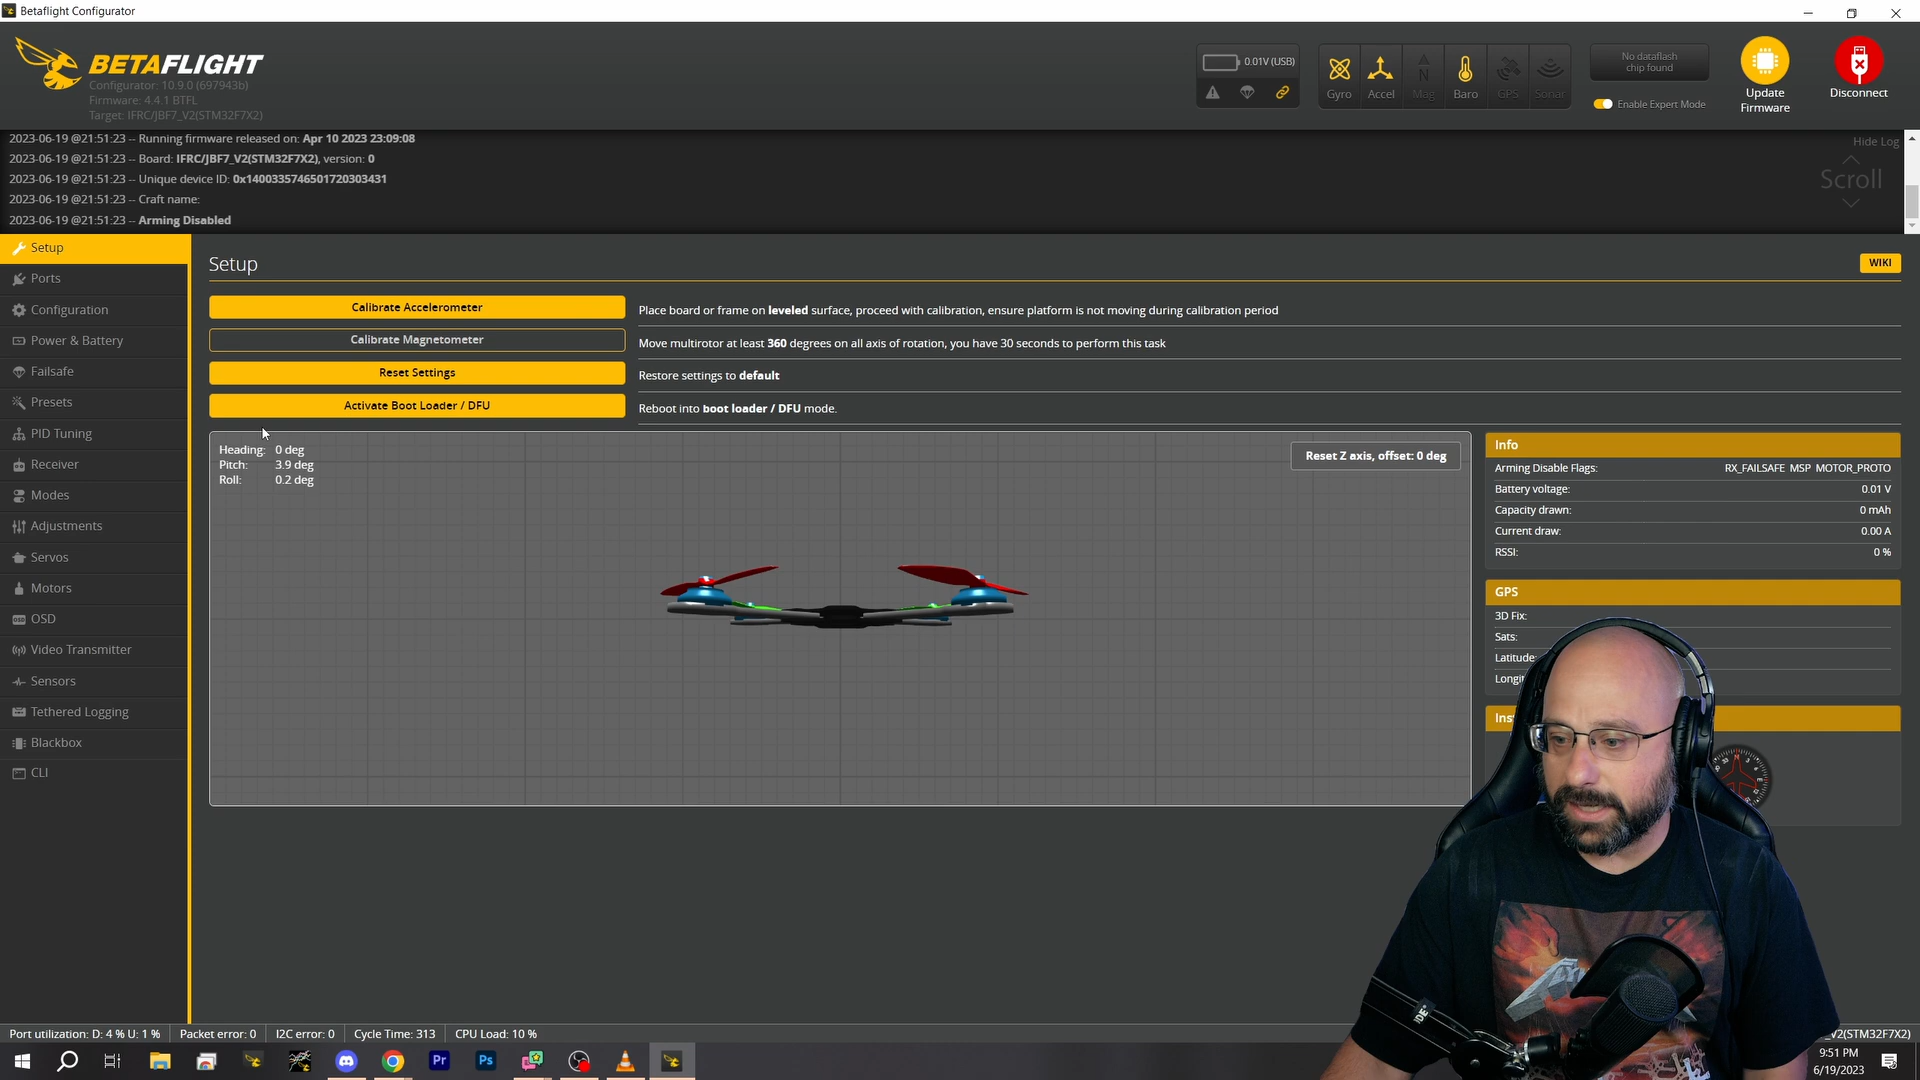 Betaflight Configurator
BETAFLIGHT
Configurator: 10.9.0 (697943b)
Firmware: 4.4.1 BTFL
Target: IFRC/JBF7_V2(STM32F7X2)
0.01V (USB)
Gyro
Accel
Mag
Baro
GPS
Sonar
No dataflash
chip found
Enable Expert Mode
Update
Firmware
Disconnect
2023-06-19 @21:51:23 -- Running firmware released on: Apr 10 2023 23:09:08
2023-06-19 @21:51:23 -- Board: IFRC/JBF7_V2(STM32F7X2), version: 0
2023-06-19 @21:51:23 -- Unique device ID: 0x1400335746501720303431
2023-06-19 @21:51:23 -- Craft name:
2023-06-19 @21:51:23 -- Arming Disabled
Hide Log
Scroll
Setup
Ports
Configuration
Power & Battery
Failsafe
Presets
PID Tuning
Receiver
Modes
Adjustments
Servos
Motors
OSD
Video Transmitter
Sensors
Tethered Logging
Blackbox
CLI
Setup
WIKI
Calibrate Accelerometer
Place board or frame on leveled surface, proceed with calibration, ensure platform is not moving during calibration period
Calibrate Magnetometer
Move multirotor at least 360 degrees on all axis of rotation, you have 30 seconds to perform this task
Reset Settings
Restore settings to default
Activate Boot Loader / DFU
Reboot into boot loader / DFU mode.
Heading: 0 deg
Pitch: 3.9 deg
Roll: 0.2 deg
Reset Z axis, offset: 0 deg
Info
Arming Disable Flags: RX_FAILSAFE MSP MOTOR_PROTO
Battery voltage: 0.01 V
Capacity drawn: 0 mAh
Current draw: 0.00 A
RSSI: 0 %
GPS
3D Fix:
Sats:
Latitude:
Longit
Ins
Port utilization: D: 4 % U: 1 %
Packet error: 0
I2C error: 0
Cycle Time: 313
CPU Load: 10 %
_V2(STM32F7X2)
Pr
Ps
9:51 PM
6/19/2023